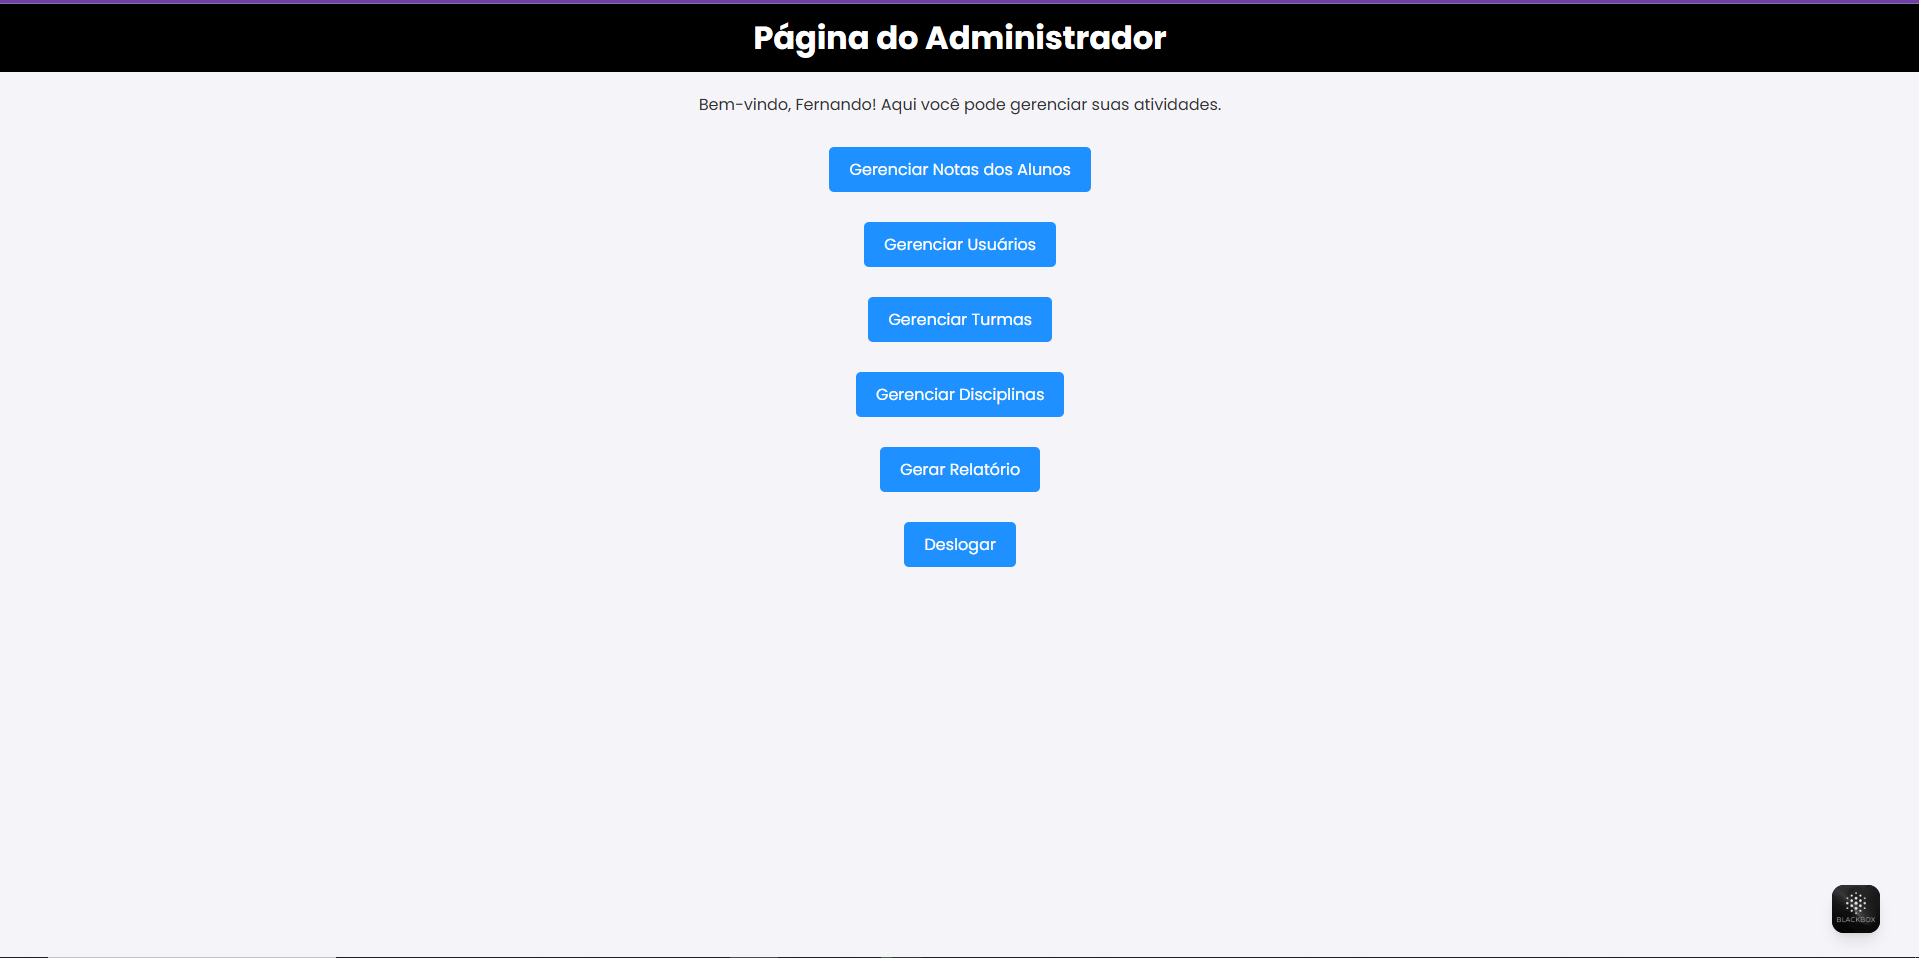 Página do Administrador
Bem-vindo, Fernando! Aqui você pode gerenciar suas atividades.
Gerenciar Notas dos Alunos
Gerenciar Usuários
Gerenciar Turmas
Gerenciar Disciplinas
Gerar Relatório
Deslogar
BLACKBOX